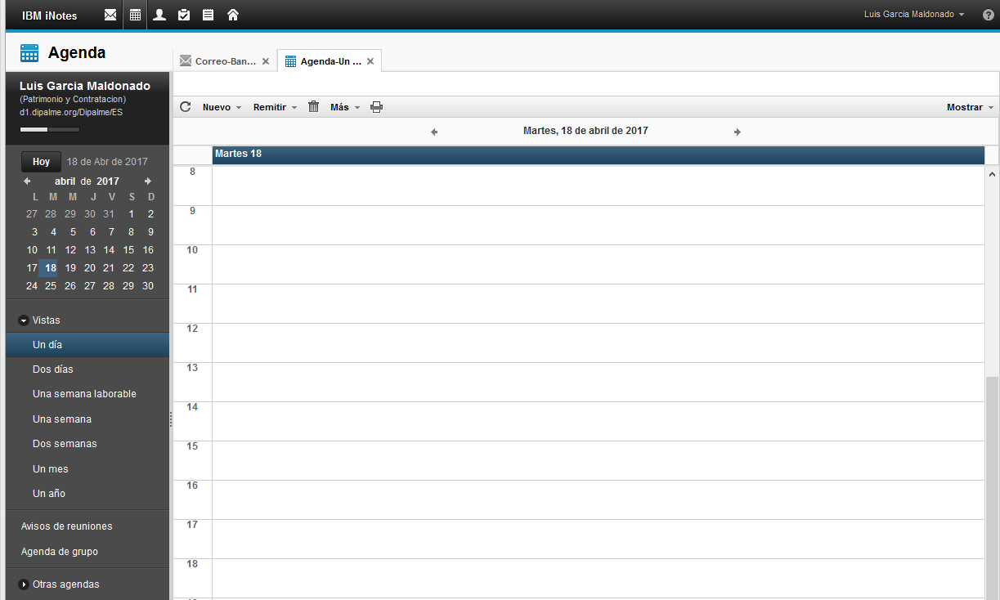 IBM iNotes
Luis Garcia Maldonado
?
Agenda
Correo-Ban...
Agenda-Un ...
Luis Garcia Maldonado
(Patrimonio y Contratacion)
d1.dipalme.org/Dipalme/ES
Nuevo
Remitir
Más
Mostrar
Martes, 18 de abril de 2017
Hoy 18 de Abr de 2017
abril de 2017
L M M J V S D
27 28 29 30 31 1 2
3 4 5 6 7 8 9
10 11 12 13 14 15 16
17 18 19 20 21 22 23
24 25 26 27 28 29 30
Vistas
Un día
Dos días
Una semana laborable
Una semana
Dos semanas
Un mes
Un año
Avisos de reuniones
Agenda de grupo
Otras agendas
Martes 18
8
9
10
11
12
13
14
15
16
17
18